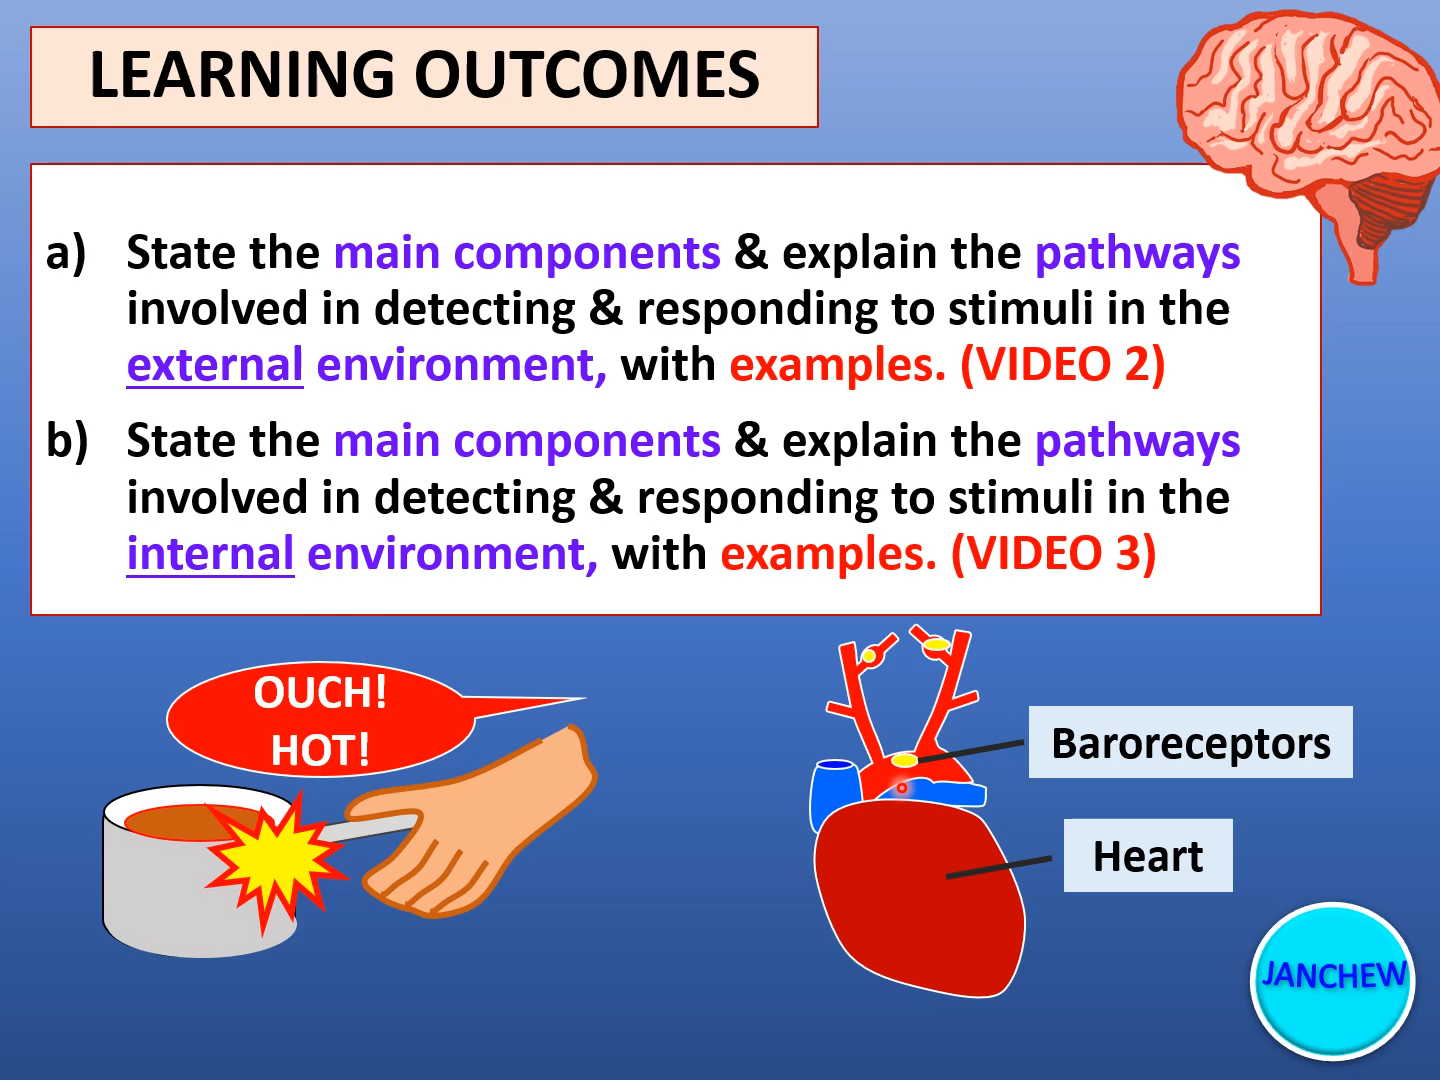 LEARNING OUTCOMES
a) State the main components & explain the pathways
involved in detecting & responding to stimuli in the
external environment, with examples. (VIDEO 2)
b) State the main components & explain the pathways
involved in detecting & responding to stimuli in the
internal environment, with examples. (VIDEO 3)
OUCH!
HOT!
Baroreceptors
Heart
JANCHEW